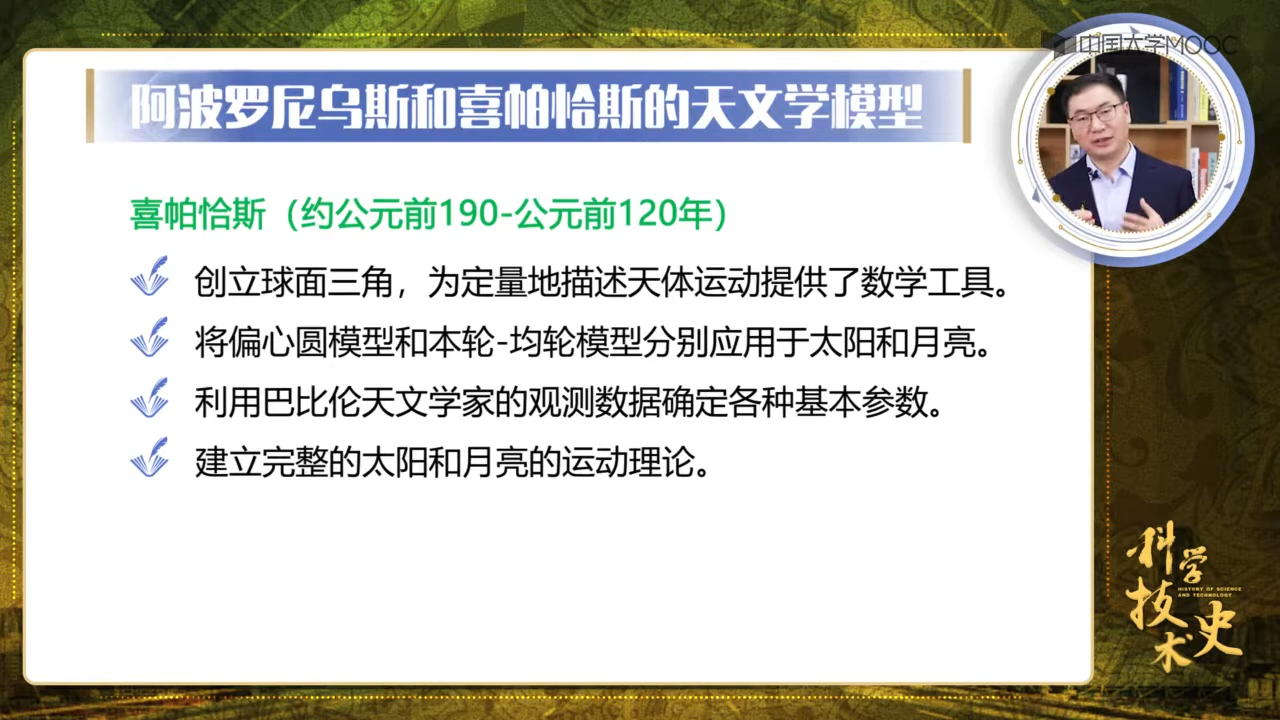 中国大学MOOC
阿波罗尼乌斯和喜帕恰斯的天文学模型
喜帕恰斯（约公元前190-公元前120年）
创立球面三角，为定量地描述天体运动提供了数学工具。
将偏心圆模型和本轮-均轮模型分别应用于太阳和月亮。
利用巴比伦天文学家的观测数据确定各种基本参数。
建立完整的太阳和月亮的运动理论。
科学
技术史
HISTORY OF SCIENCE
AND TECHNOLOGY